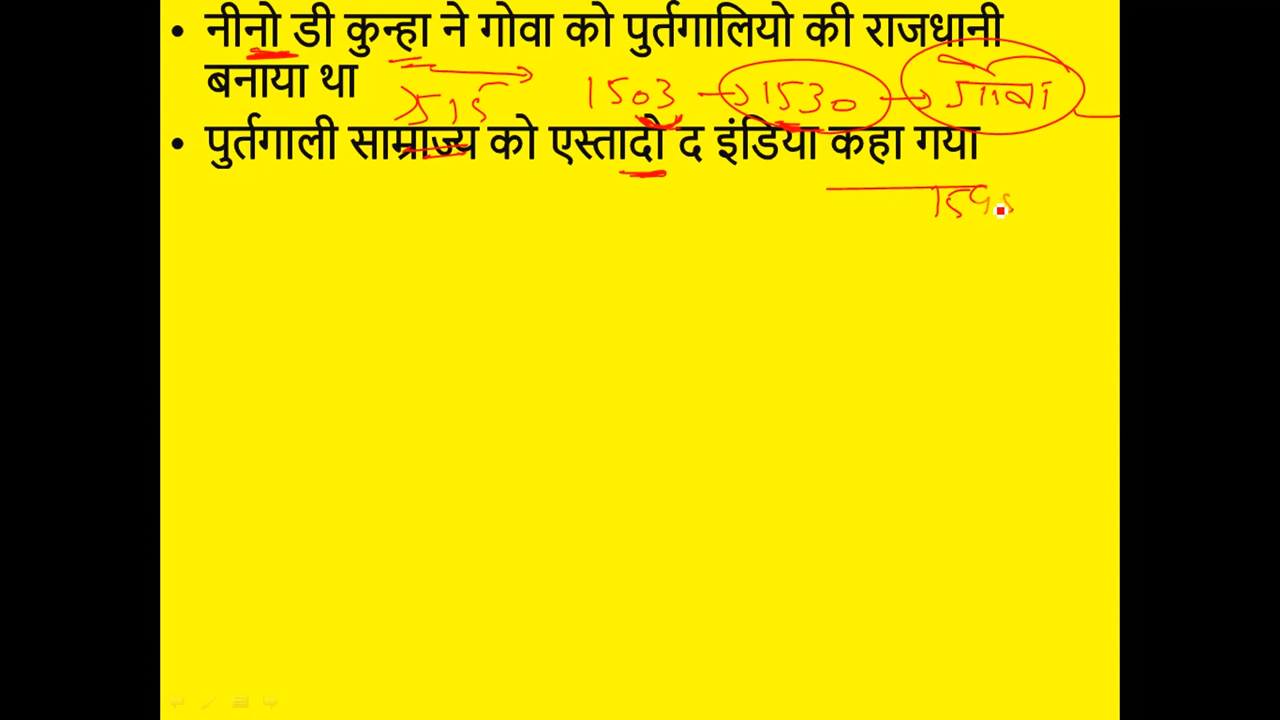 • नीनो डी कुन्हा ने गोवा को पुर्तगालियो की राजधानी
बनाया था
1503 → 1530 → गोवा
• पुर्तगाली साम्राज्य को एस्तादो द इंडिया कहा गया